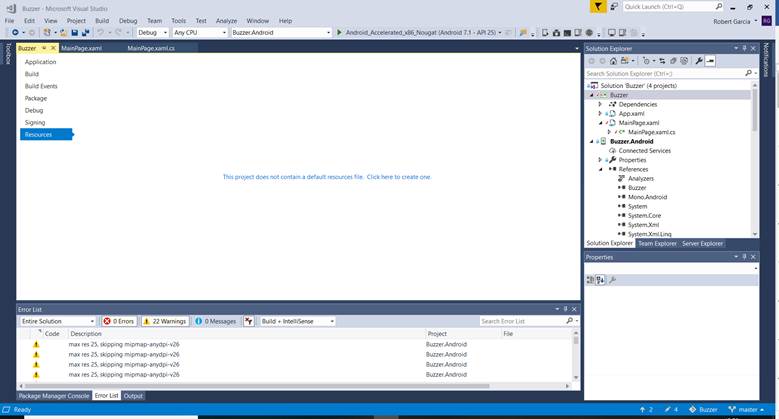 Buzzer - Microsoft Visual Studio
Quick Launch (Ctrl+Q)
File Edit View Project Build Debug Team Tools Test Analyze Window Help
Robert Garcia RG
Debug Any CPU Buzzer.Android Android_Accelerated_x86_Nougat (Android 7.1 - API 25)
Toolbox
Buzzer MainPage.xaml MainPage.xaml.cs
Application
Build
Build Events
Package
Debug
Signing
Resources
This project does not contain a default resources file. Click here to create one.
Solution Explorer
Search Solution Explorer (Ctrl+;)
Solution 'Buzzer' (4 projects)
Buzzer
Dependencies
App.xaml
MainPage.xaml
MainPage.xaml.cs
Buzzer.Android
Connected Services
Properties
References
Analyzers
Buzzer
Mono.Android
System
System.Core
System.Xml
System.Xml.Linq
Solution Explorer Team Explorer Server Explorer
Notifications
Properties
Error List
Entire Solution 0 Errors 22 Warnings 0 Messages Build + IntelliSense Search Error List
Code Description Project File
max res 25, skipping mipmap-anydpi-v26 Buzzer.Android
max res 25, skipping mipmap-anydpi-v26 Buzzer.Android
max res 25, skipping mipmap-anydpi-v26 Buzzer.Android
max res 25, skipping mipmap-anydpi-v26 Buzzer.Android
Package Manager Console Error List Output
Ready 2 4 Buzzer master